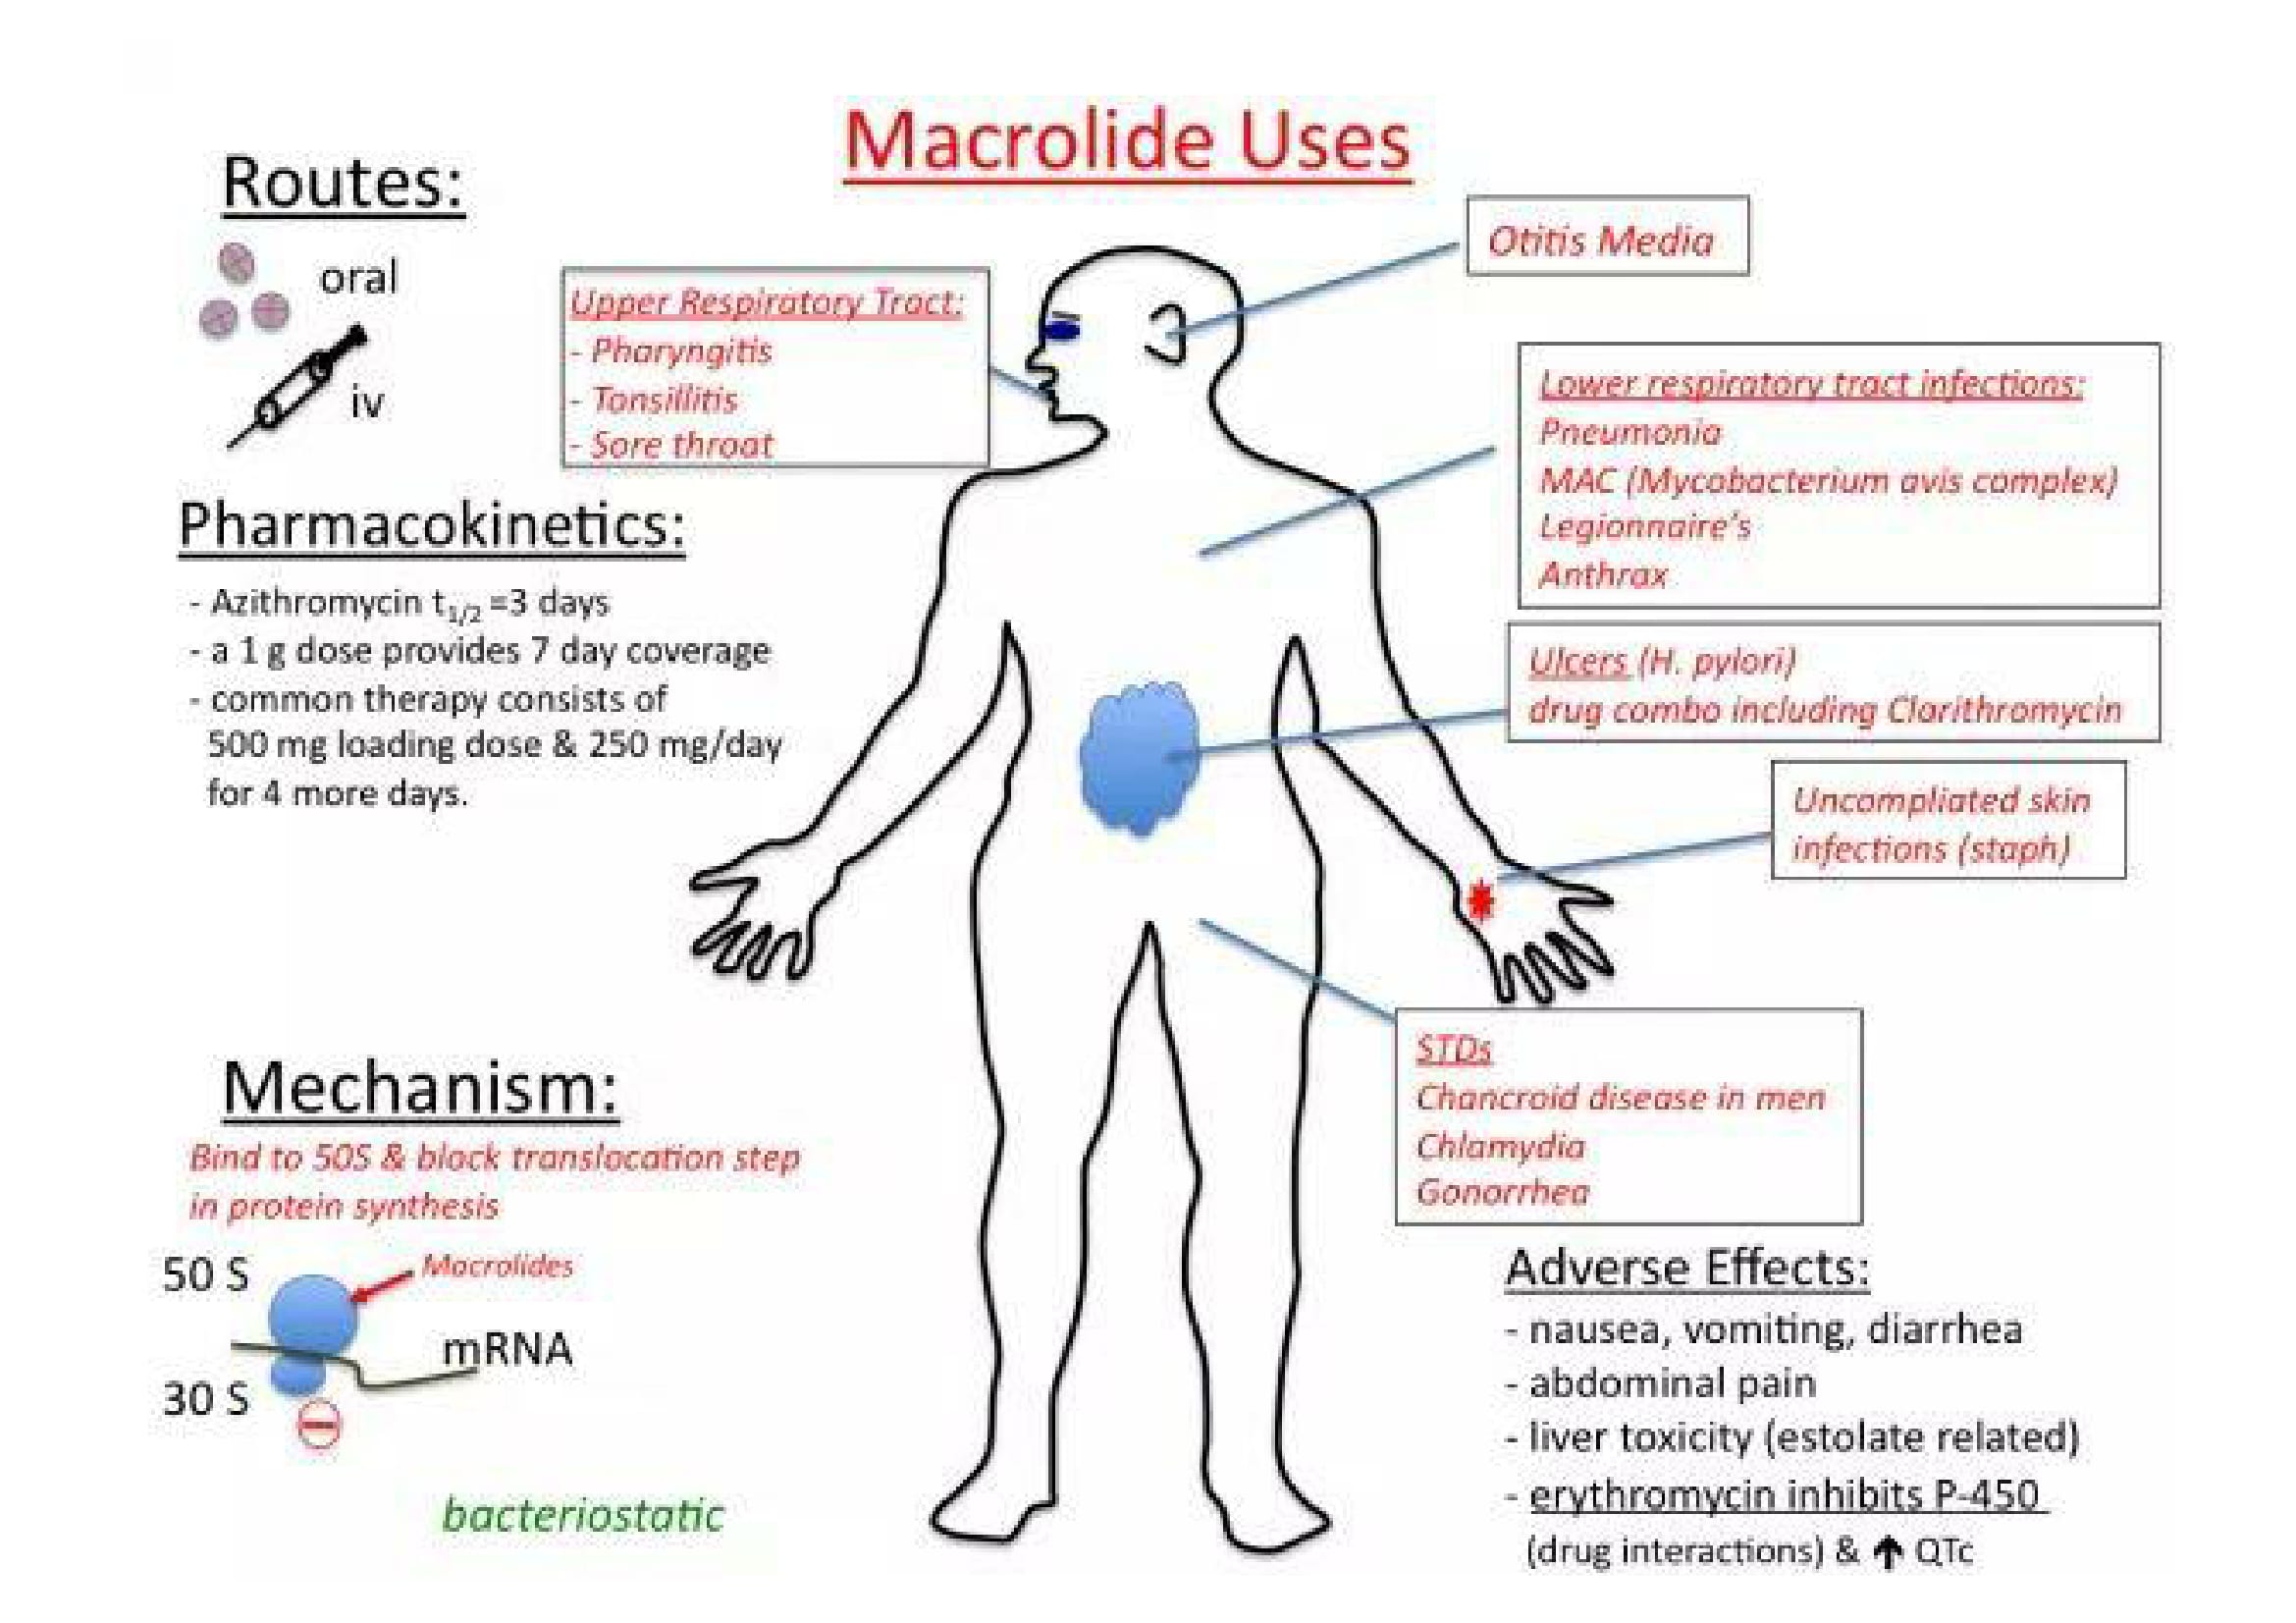 Macrolide Uses
Routes:
oral
iv
Pharmacokinetics:
- Azithromycin t1/2 =3 days
- a 1 g dose provides 7 day coverage
- common therapy consists of
500 mg loading dose & 250 mg/day
for 4 more days.
Mechanism:
Bind to 50S & block translocation step
in protein synthesis
50 S
Macrolides
mRNA
30 S
bacteriostatic
Upper Respiratory Tract:
- Pharyngitis
- Tonsillitis
- Sore throat
Otitis Media
Lower respiratory tract infections:
Pneumonia
MAC (Mycobacterium avis complex)
Legionnaire's
Anthrax
Ulcers (H. pylori)
drug combo including Clarithromycin
Uncompliated skin
infections (staph)
STDs
Chancroid disease in men
Chlamydia
Gonorrhea
Adverse Effects:
- nausea, vomiting, diarrhea
- abdominal pain
- liver toxicity (estolate related)
- erythromycin inhibits P-450
(drug interactions) & ↑ QTc